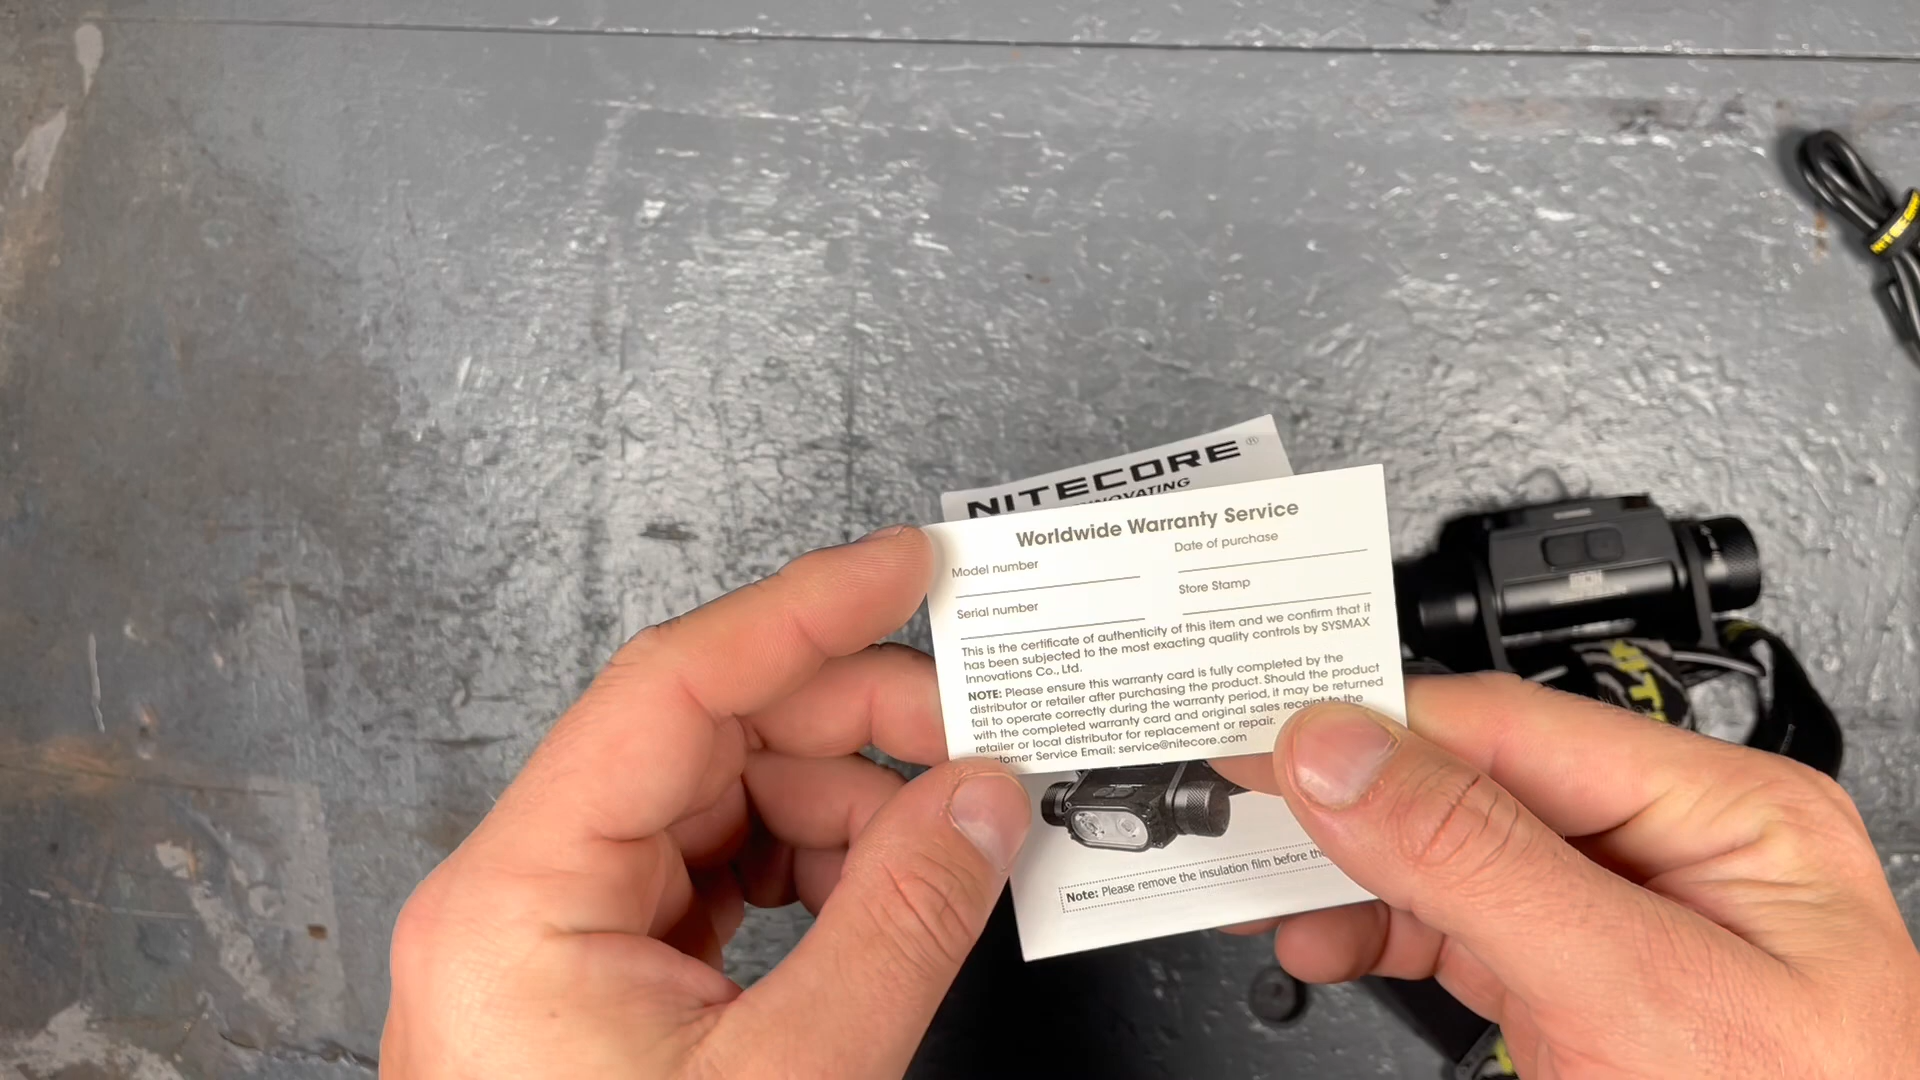 NITECORE ®
INNOVATING
Worldwide Warranty Service
Model number
Date of purchase
Serial number
Store Stamp
This is the certificate of authenticity of this item and we confirm that it
has been subjected to the most exacting quality controls by SYSMAX
Innovations Co., Ltd.
NOTE: Please ensure this warranty card is fully completed by the
distributor or retailer after purchasing the product. Should the product
fail to operate correctly during the warranty period, it may be returned
with the completed warranty card and original sales receipt to the
retailer or local distributor for replacement or repair.
tomer Service Email: service@nitecore.com
Note: Please remove the insulation film before the
NITECORE